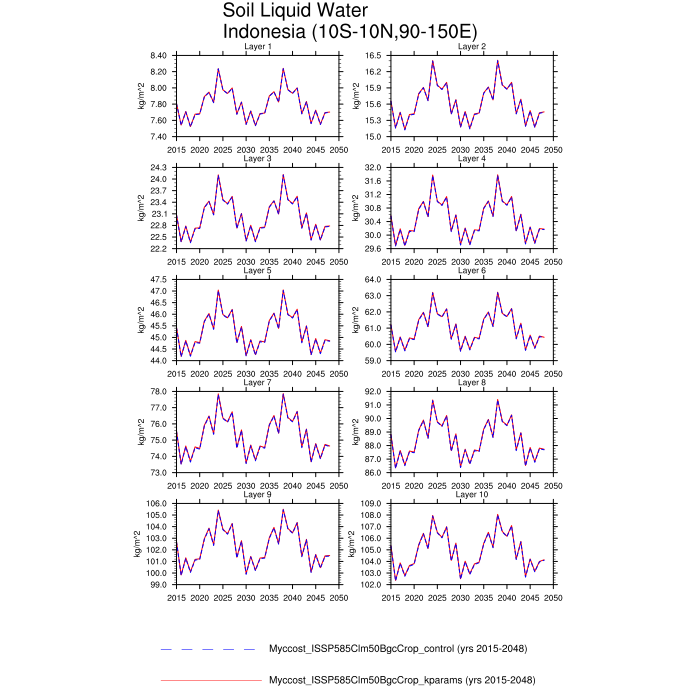 Soil Liquid Water
Indonesia (10S-10N,90-150E)
Layer 1
Layer 2
8.40
8.20
8.00
7.80
7.60
7.40
kg/m^2
2015 2020 2025 2030 2035 2040 2045 2050
16.5
16.2
15.9
15.6
15.3
15.0
kg/m^2
2015 2020 2025 2030 2035 2040 2045 2050
Layer 3
Layer 4
24.3
24.0
23.7
23.4
23.1
22.8
22.5
22.2
kg/m^2
2015 2020 2025 2030 2035 2040 2045 2050
32.0
31.6
31.2
30.8
30.4
30.0
29.6
kg/m^2
2015 2020 2025 2030 2035 2040 2045 2050
Layer 5
Layer 6
47.5
47.0
46.5
46.0
45.5
45.0
44.5
44.0
kg/m^2
2015 2020 2025 2030 2035 2040 2045 2050
64.0
63.0
62.0
61.0
60.0
59.0
kg/m^2
2015 2020 2025 2030 2035 2040 2045 2050
Layer 7
Layer 8
78.0
77.0
76.0
75.0
74.0
73.0
kg/m^2
2015 2020 2025 2030 2035 2040 2045 2050
92.0
91.0
90.0
89.0
88.0
87.0
86.0
kg/m^2
2015 2020 2025 2030 2035 2040 2045 2050
Layer 9
Layer 10
106.0
105.0
104.0
103.0
102.0
101.0
100.0
99.0
kg/m^2
2015 2020 2025 2030 2035 2040 2045 2050
109.0
108.0
107.0
106.0
105.0
104.0
103.0
102.0
kg/m^2
2015 2020 2025 2030 2035 2040 2045 2050
Myccost_ISSP585Clm50BgcCrop_control (yrs 2015-2048)
Myccost_ISSP585Clm50BgcCrop_kparams (yrs 2015-2048)